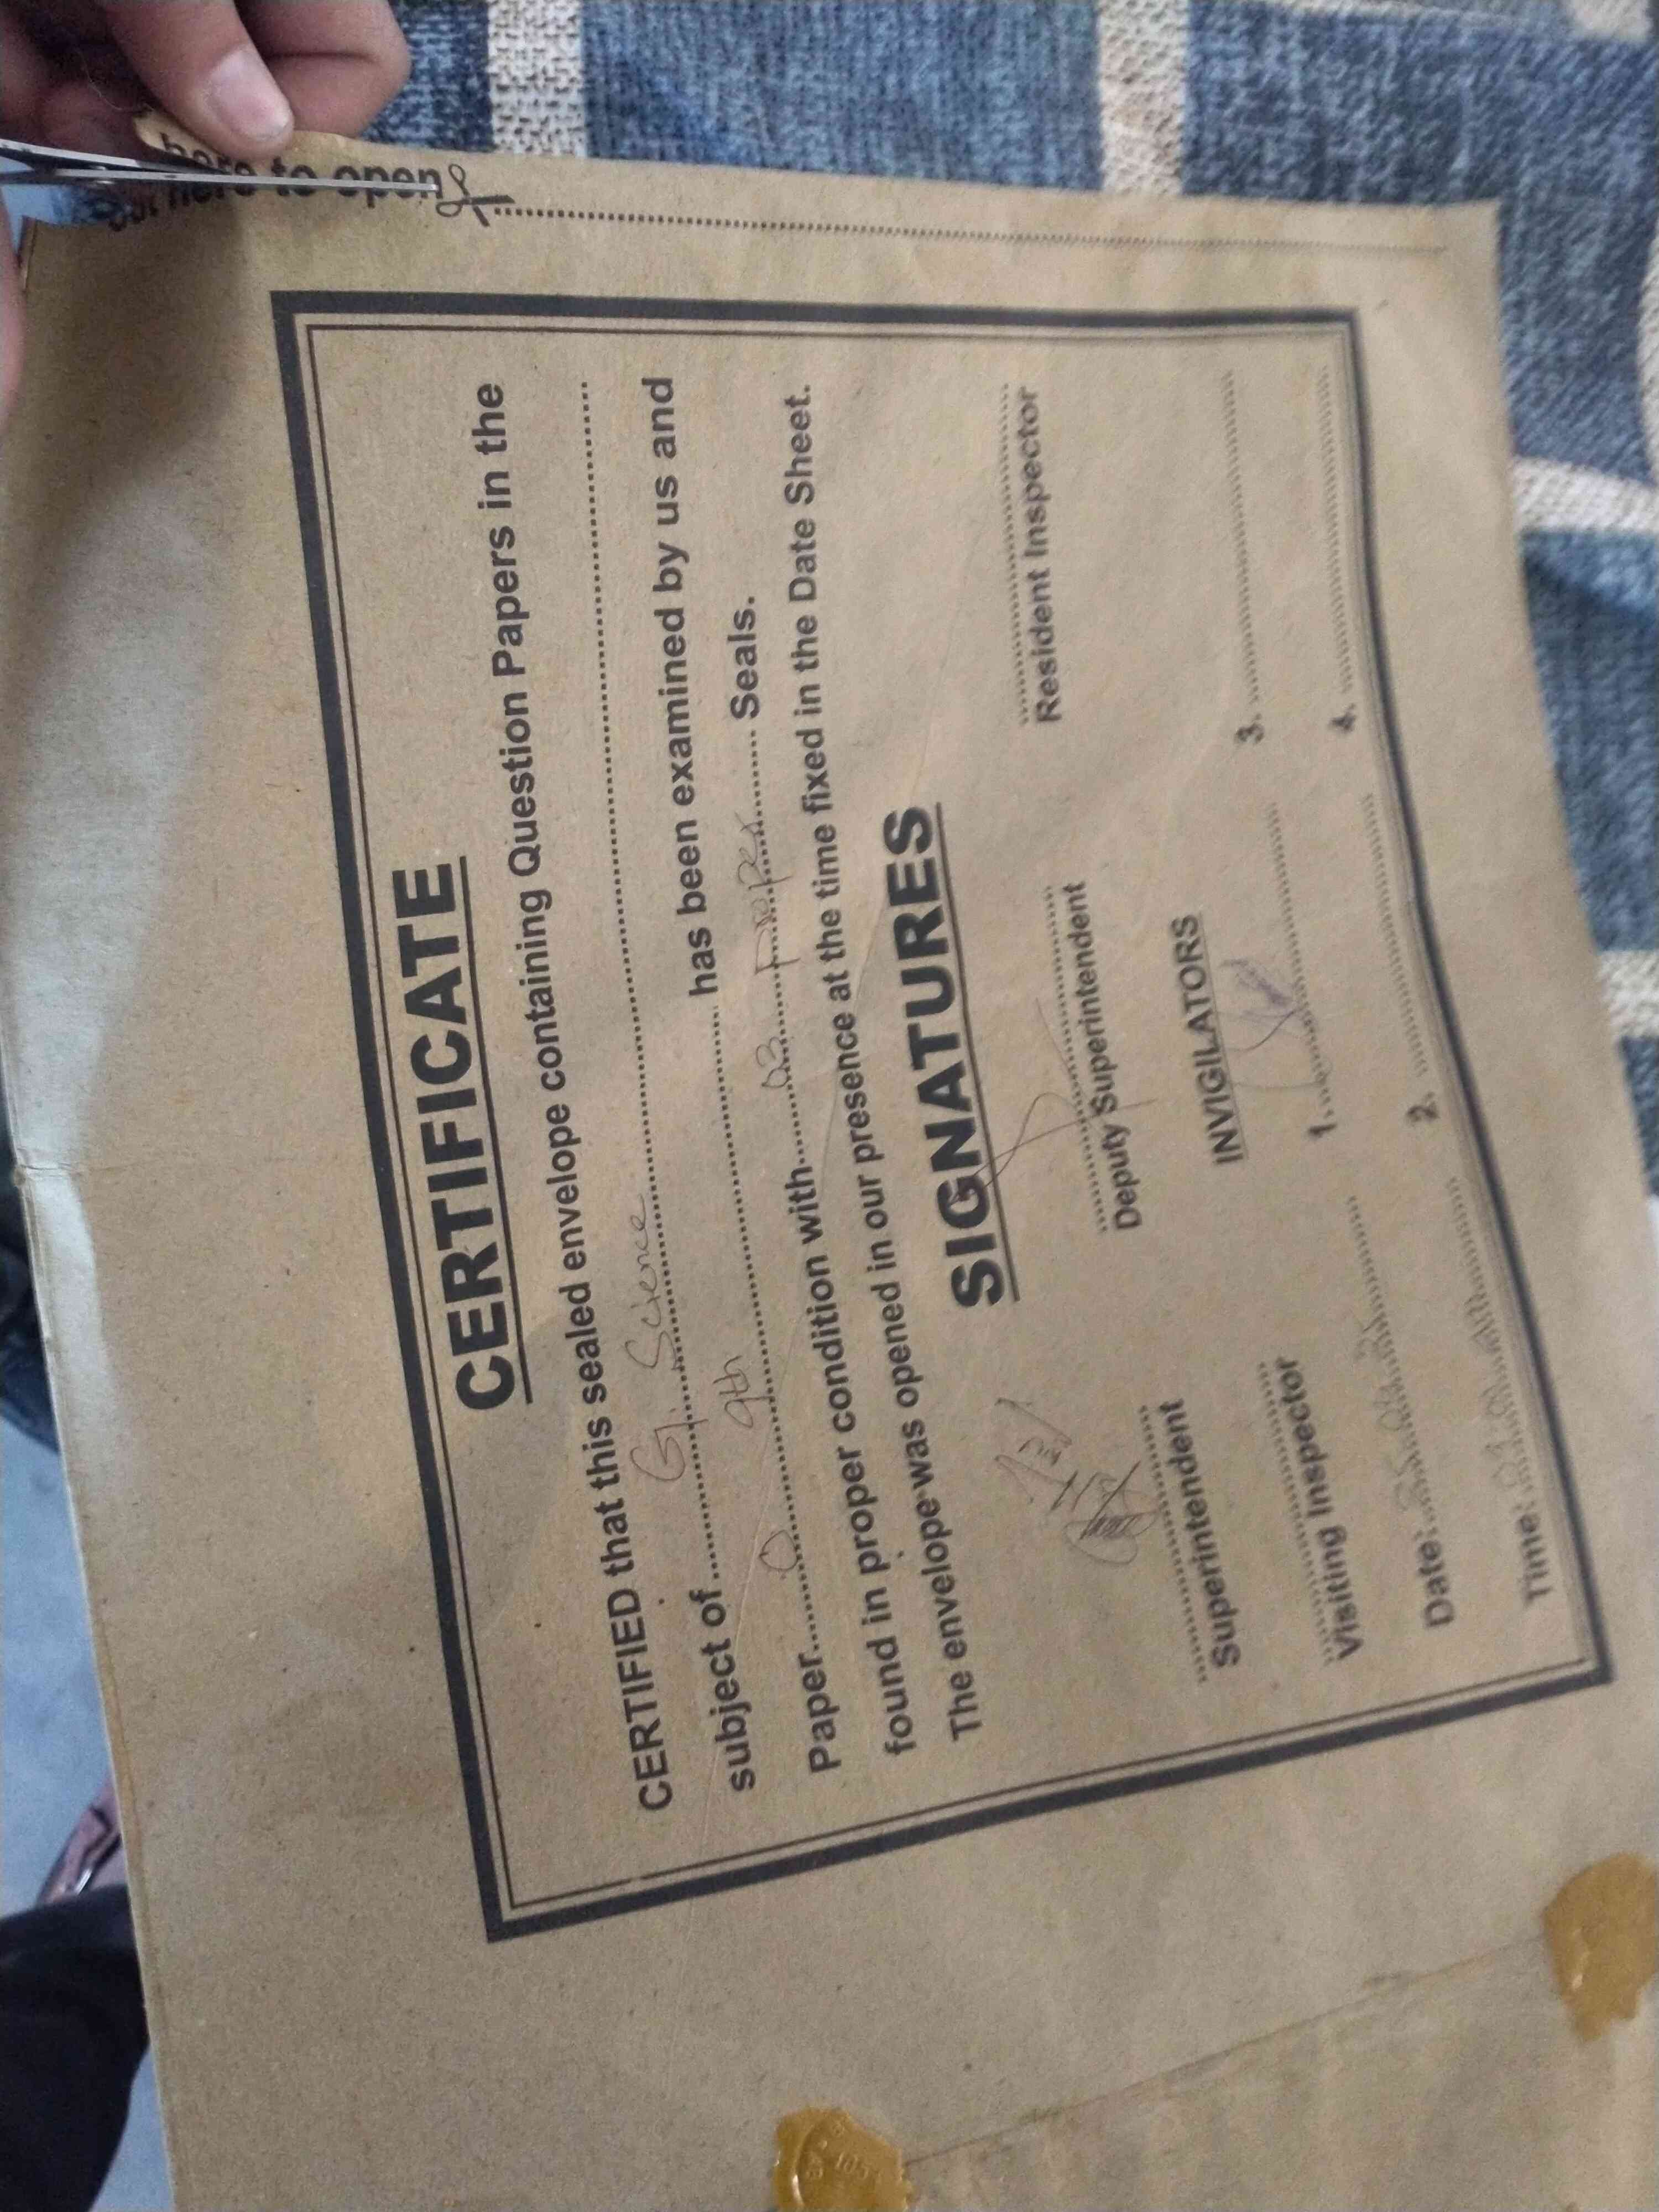 here to open
CERTIFICATE
CERTIFIED that this sealed envelope containing Question Papers in the
subject of G. Science
9th has been examined by us and
Paper found in proper condition with 03 proper Seals.
The envelope was opened in our presence at the time fixed in the Date Sheet.
SIGNATURES
Superintendent Deputy Superintendent Resident Inspector
Visiting Inspector
INVIGILATORS
1. 3.
2. 4.
Date:
Time: